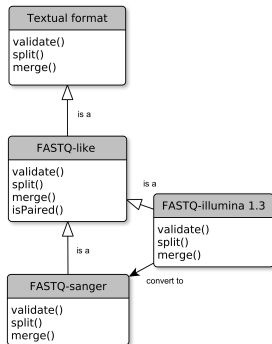 Textual format
validate()
split()
merge()
is a
FASTQ-like
validate()
split()
merge()
isPaired()
is a
FASTQ-illumina 1.3
validate()
split()
merge()
is a
convert to
FASTQ-sanger
validate()
split()
merge()